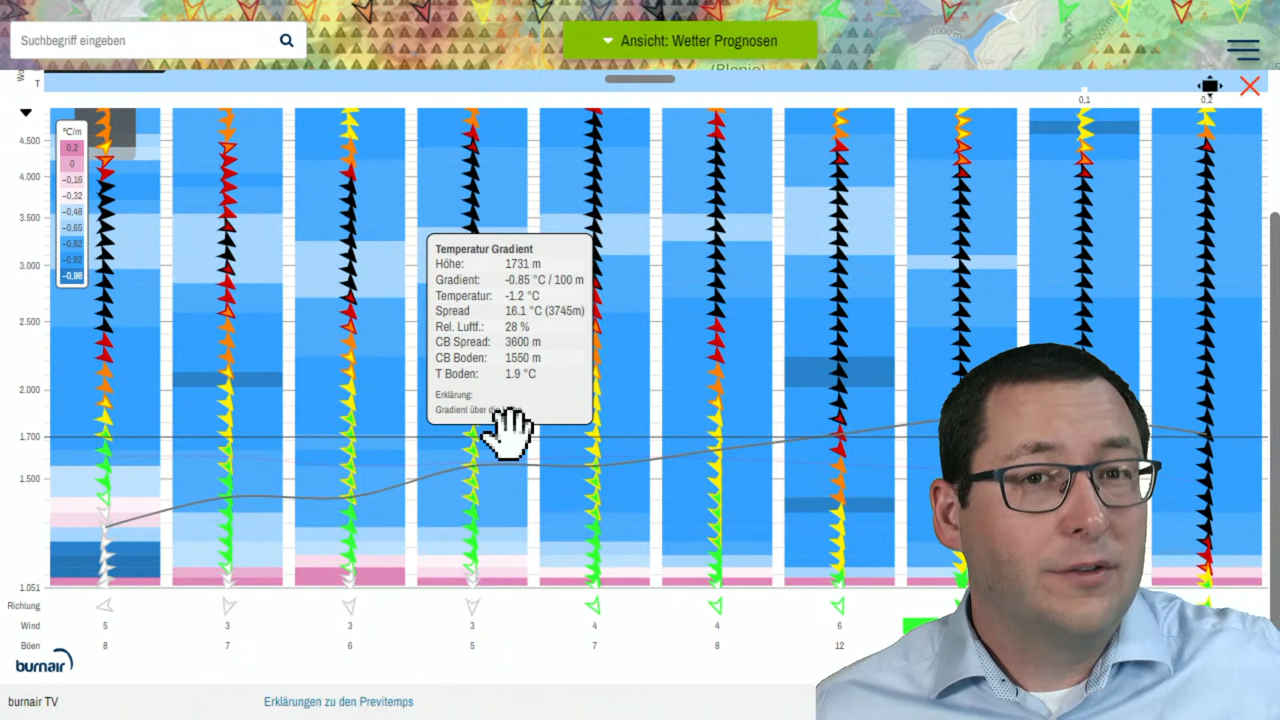 Suchbegriff eingeben
Ansicht: Wetter Prognosen
(Blenio)
T
0,1
0,2
°C/m
0,2
0
-0,16
-0,32
-0,48
-0,65
-0,82
-0,92
-0,98
4.500
4.000
3.500
3.000
2.500
2.000
1.700
1.500
1.051
Temperatur Gradient
Höhe: 1731 m
Gradient: -0.85 °C / 100 m
Temperatur: -1.2 °C
Spread 16.1 °C (3745m)
Rel. Luftf.: 28 %
CB Spread: 3600 m
CB Boden: 1550 m
T Boden: 1.9 °C
Erklärung:
Gradient über
Richtung
Wind 5 3 3 3 4 4 6
Böen 8 7 6 5 7 8 12
burnair
burnair TV
Erklärungen zu den Previtemps